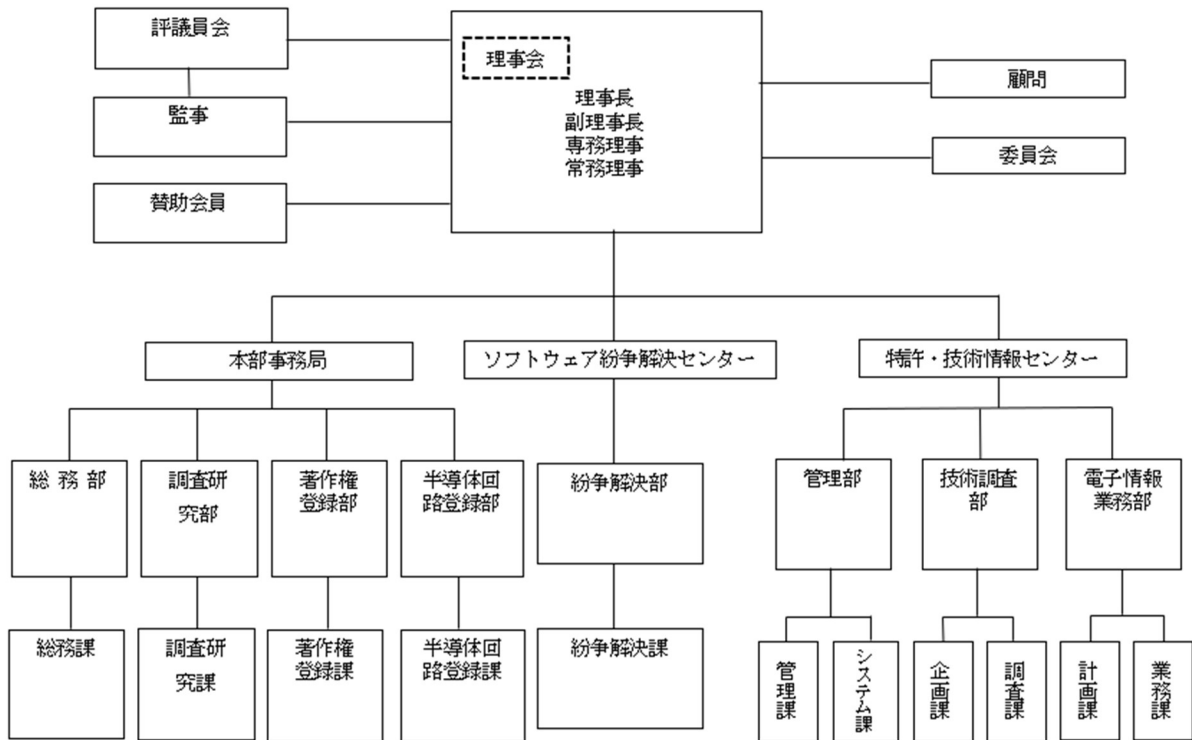 評議員会
理事会
監事
理事長
副理事長
専務理事
常務理事
顧問
委員会
賛助会員
本部事務局
ソフトウェア紛争解決センター
特許・技術情報センター
総 務 部
調査研
究部
著作権
登録部
半導体回
路登録部
紛争解決部
管理部
技術調査
部
電子情報
業務部
総務課
調査研
究課
著作権
登録課
半導体回
路登録課
紛争解決課
管理課
システム課
企画課
調査課
計画課
業務課